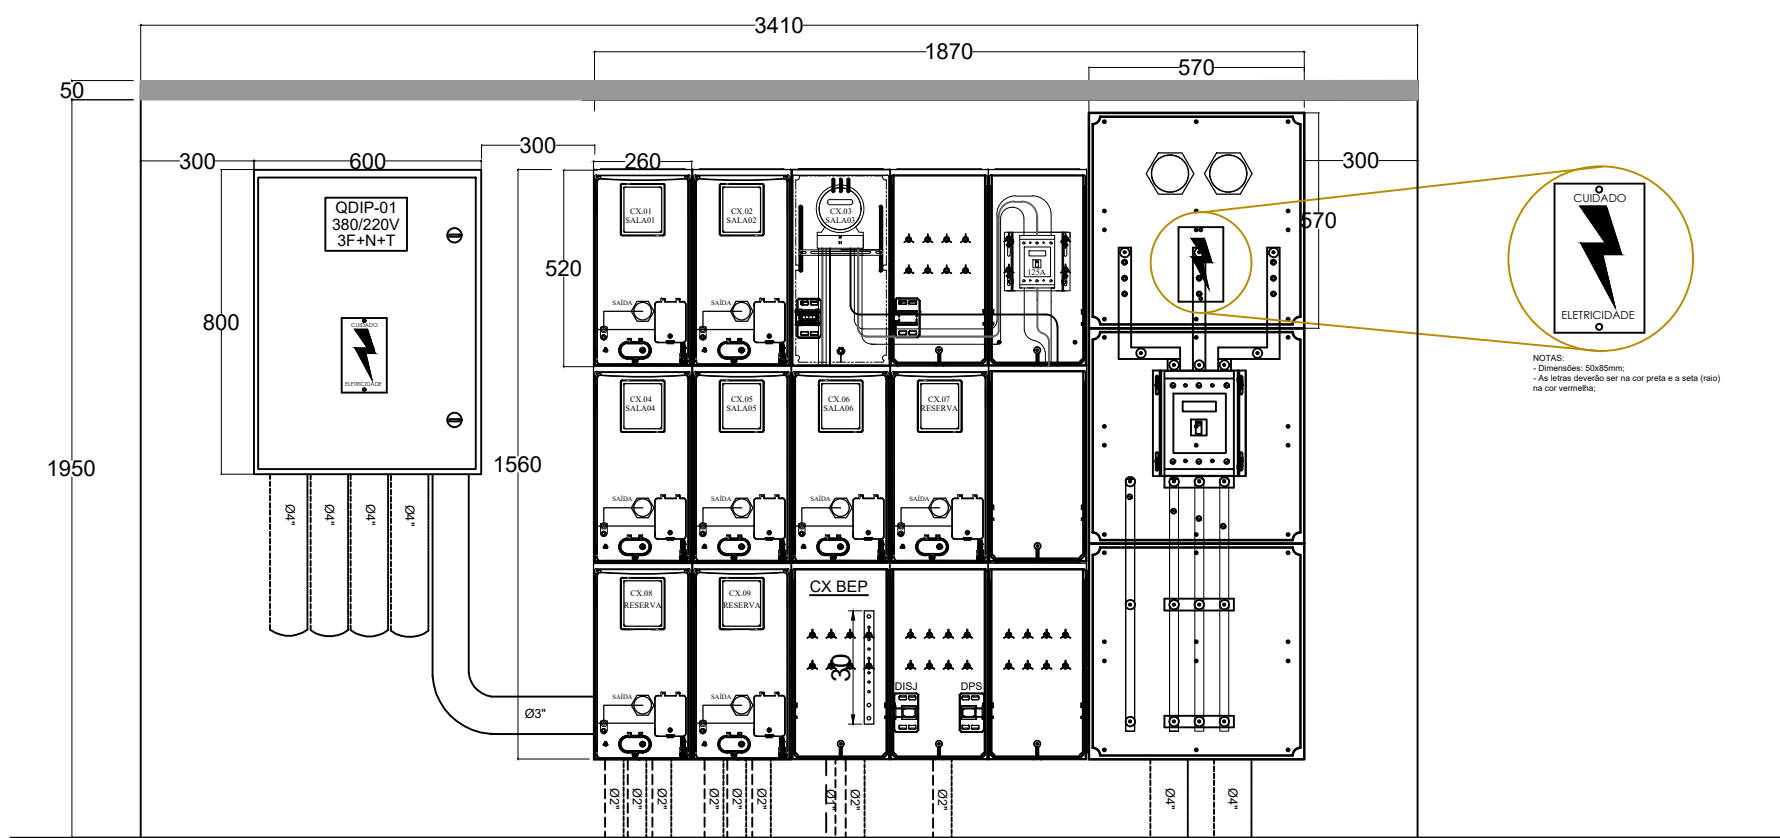 3410
1870
570
50
300
600
300
260
300
QDIP-01
380/220V
3F+N+T
CX.01
SALA01
CX.02
SALA02
CX.03
SALA03
125A
570
CUIDADO
ELETRICIDADE
NOTAS:
- Dimensões: 50x85mm;
- As letras deverão ser na cor preta e a seta (raio)
na cor vermelha;
520
800
SAÍDA
SAÍDA
CUIDADO
ELETRICIDADE
CX.04
SALA04
CX.05
SALA05
CX.06
SALA06
CX.07
RESERVA
1950
1560
SAÍDA
SAÍDA
SAÍDA
SAÍDA
Ø4"
Ø4"
Ø4"
Ø4"
CX.08
RESERVA
CX.09
RESERVA
CX BEP
30
DISJ
DPS
SAÍDA
SAÍDA
Ø3"
Ø2"
Ø2"
Ø2"
Ø2"
Ø2"
Ø2"
Ø1"
Ø2"
Ø2"
Ø4"
Ø4"